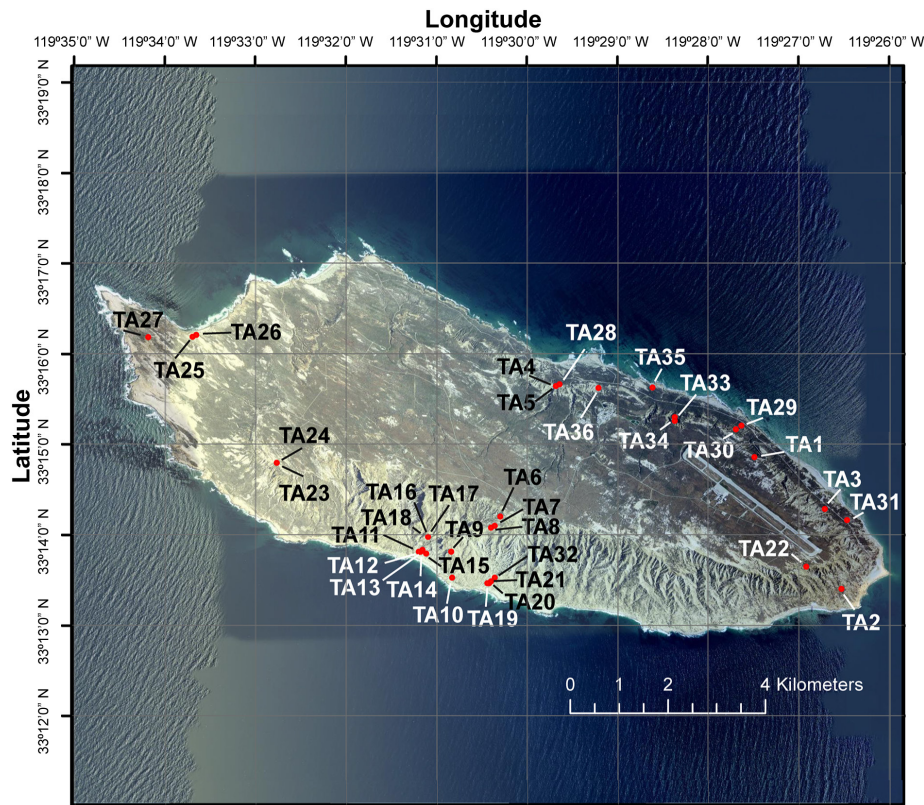 Longitude
119º35'0" W 119º34'0" W 119º33'0" W 119º32'0" W 119º31'0" W 119º30'0" W 119º29'0" W 119º28'0" W 119º27'0" W 119º26'0" W
Latitude
33º19'0" N
33º18'0" N
33º17'0" N
33º16'0" N
33º15'0" N
33º14'0" N
33º13'0" N
33º12'0" N
TA27
TA26
TA25
TA28
TA4
TA5
TA35
TA36
TA33
TA34
TA29
TA30
TA1
TA24
TA23
TA3
TA31
TA6
TA16
TA17
TA7
TA18
TA9
TA8
TA11
TA12
TA15
TA32
TA22
TA13
TA14
TA21
TA10
TA20
TA19
TA2
0 1 2 4 Kilometers